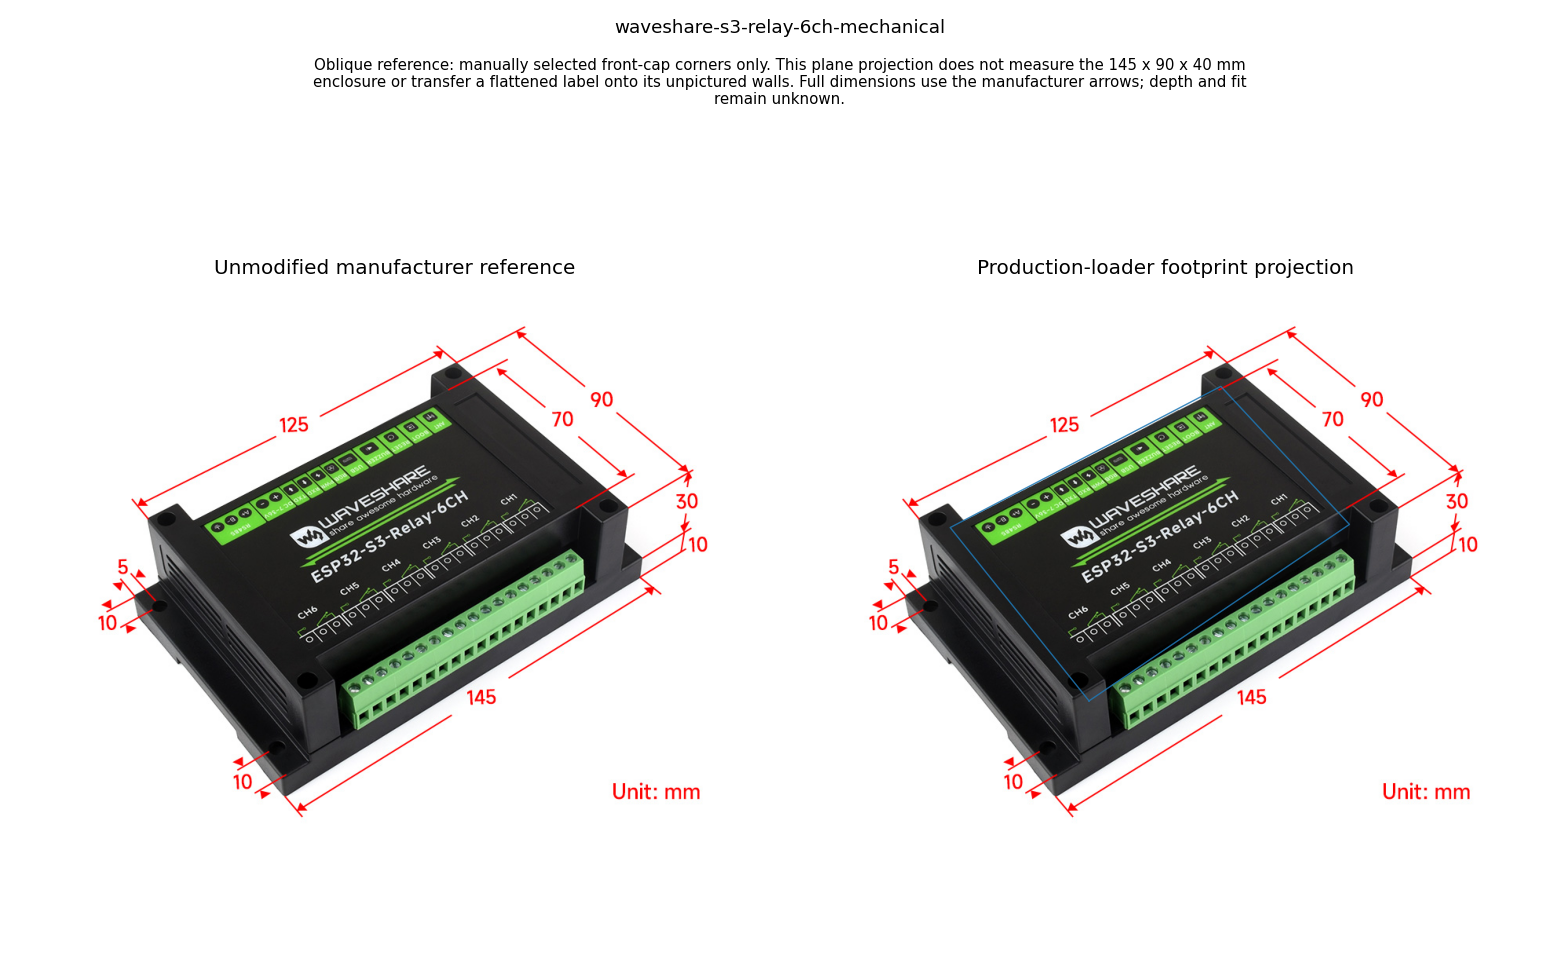 waveshare-s3-relay-6ch-mechanical
Oblique reference: manually selected front-cap corners only. This plane projection does not measure the 145 x 90 x 40 mm
enclosure or transfer a flattened label onto its unpictured walls. Full dimensions use the manufacturer arrows; depth and fit
remain unknown.
Unmodified manufacturer reference
125
90
70
30
10
5
10
10
145
Unit: mm
WAVESHARE
share awesome hardware
ESP32-S3-Relay-6CH
CH1
CH2
CH3
CH4
CH5
CH6
Production-loader footprint projection
125
90
70
30
10
5
10
10
145
Unit: mm
WAVESHARE
share awesome hardware
ESP32-S3-Relay-6CH
CH1
CH2
CH3
CH4
CH5
CH6